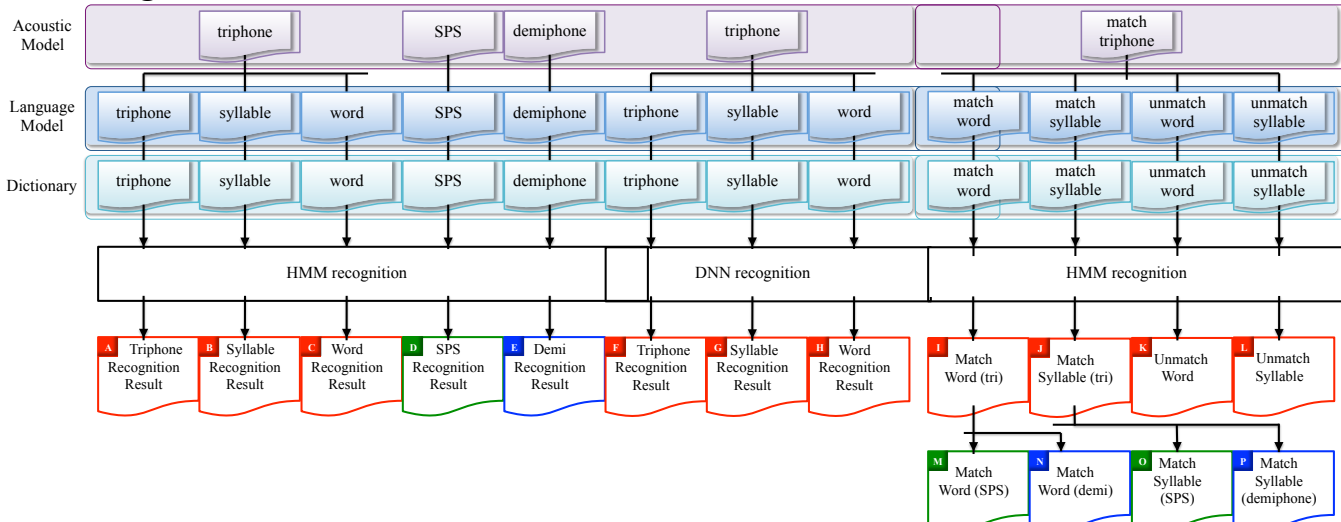 Acoustic
Model
triphone
SPS
demiphone
triphone
match
triphone
Language
Model
triphone
syllable
word
SPS
demiphone
triphone
syllable
word
match
word
match
syllable
unmatch
word
unmatch
syllable
Dictionary
triphone
syllable
word
SPS
demiphone
triphone
syllable
word
match
word
match
syllable
unmatch
word
unmatch
syllable
HMM recognition
DNN recognition
HMM recognition
A Triphone
Recognition
Result
B Syllable
Recognition
Result
C Word
Recognition
Result
D SPS
Recognition
Result
E Demi
Recognition
Result
F Triphone
Recognition
Result
G Syllable
Recognition
Result
H Word
Recognition
Result
I Match
Word (tri)
J Match
Syllable (tri)
K Unmatch
Word
L Unmatch
Syllable
M Match
Word (SPS)
N Match
Word (demi)
O Match
Syllable
(SPS)
P Match
Syllable
(demiphone)